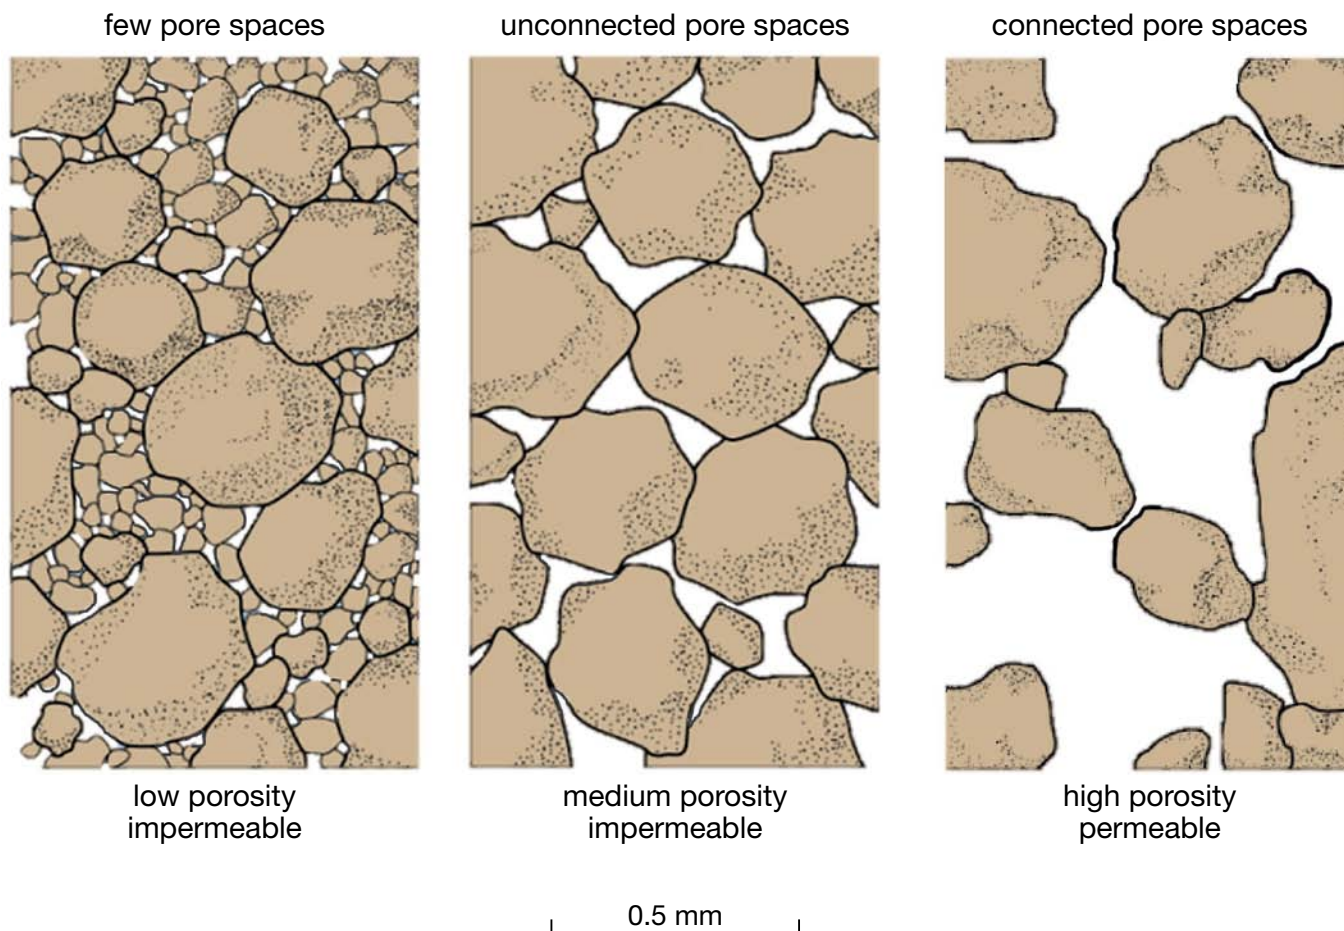 few pore spaces
unconnected pore spaces
connected pore spaces
low porosity
impermeable
medium porosity
impermeable
high porosity
permeable
0.5 mm